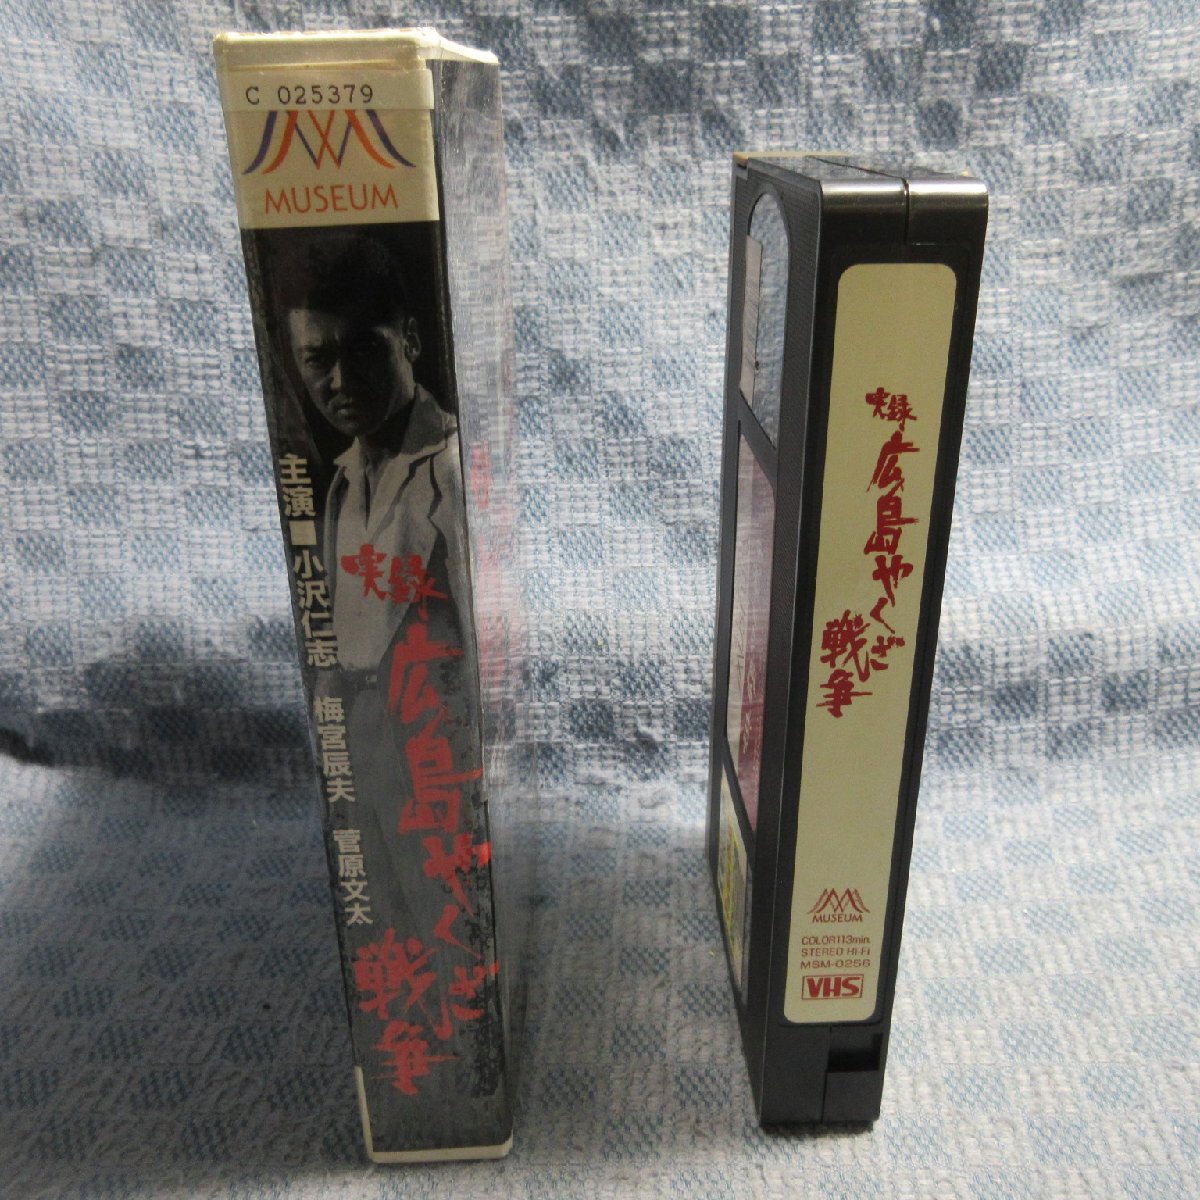 C 025379
MUSEUM
主演■小沢仁志
梅宮辰夫
菅原文太
実録
広島やくざ
戦争
実録
広島やくざ
戦争
MUSEUM
COLOR113min.
STEREO HI-FI
MSM-0256
VHS